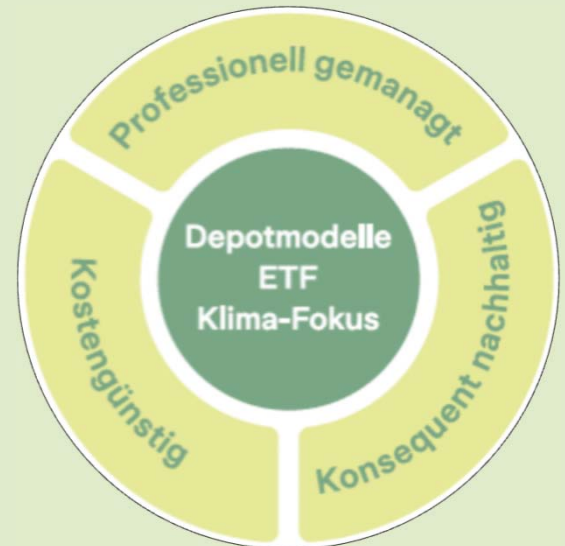 Professionell gemanagt
Depotmodelle
ETF
Klima-Fokus
Kostengünstig
Konsequent nachhaltig